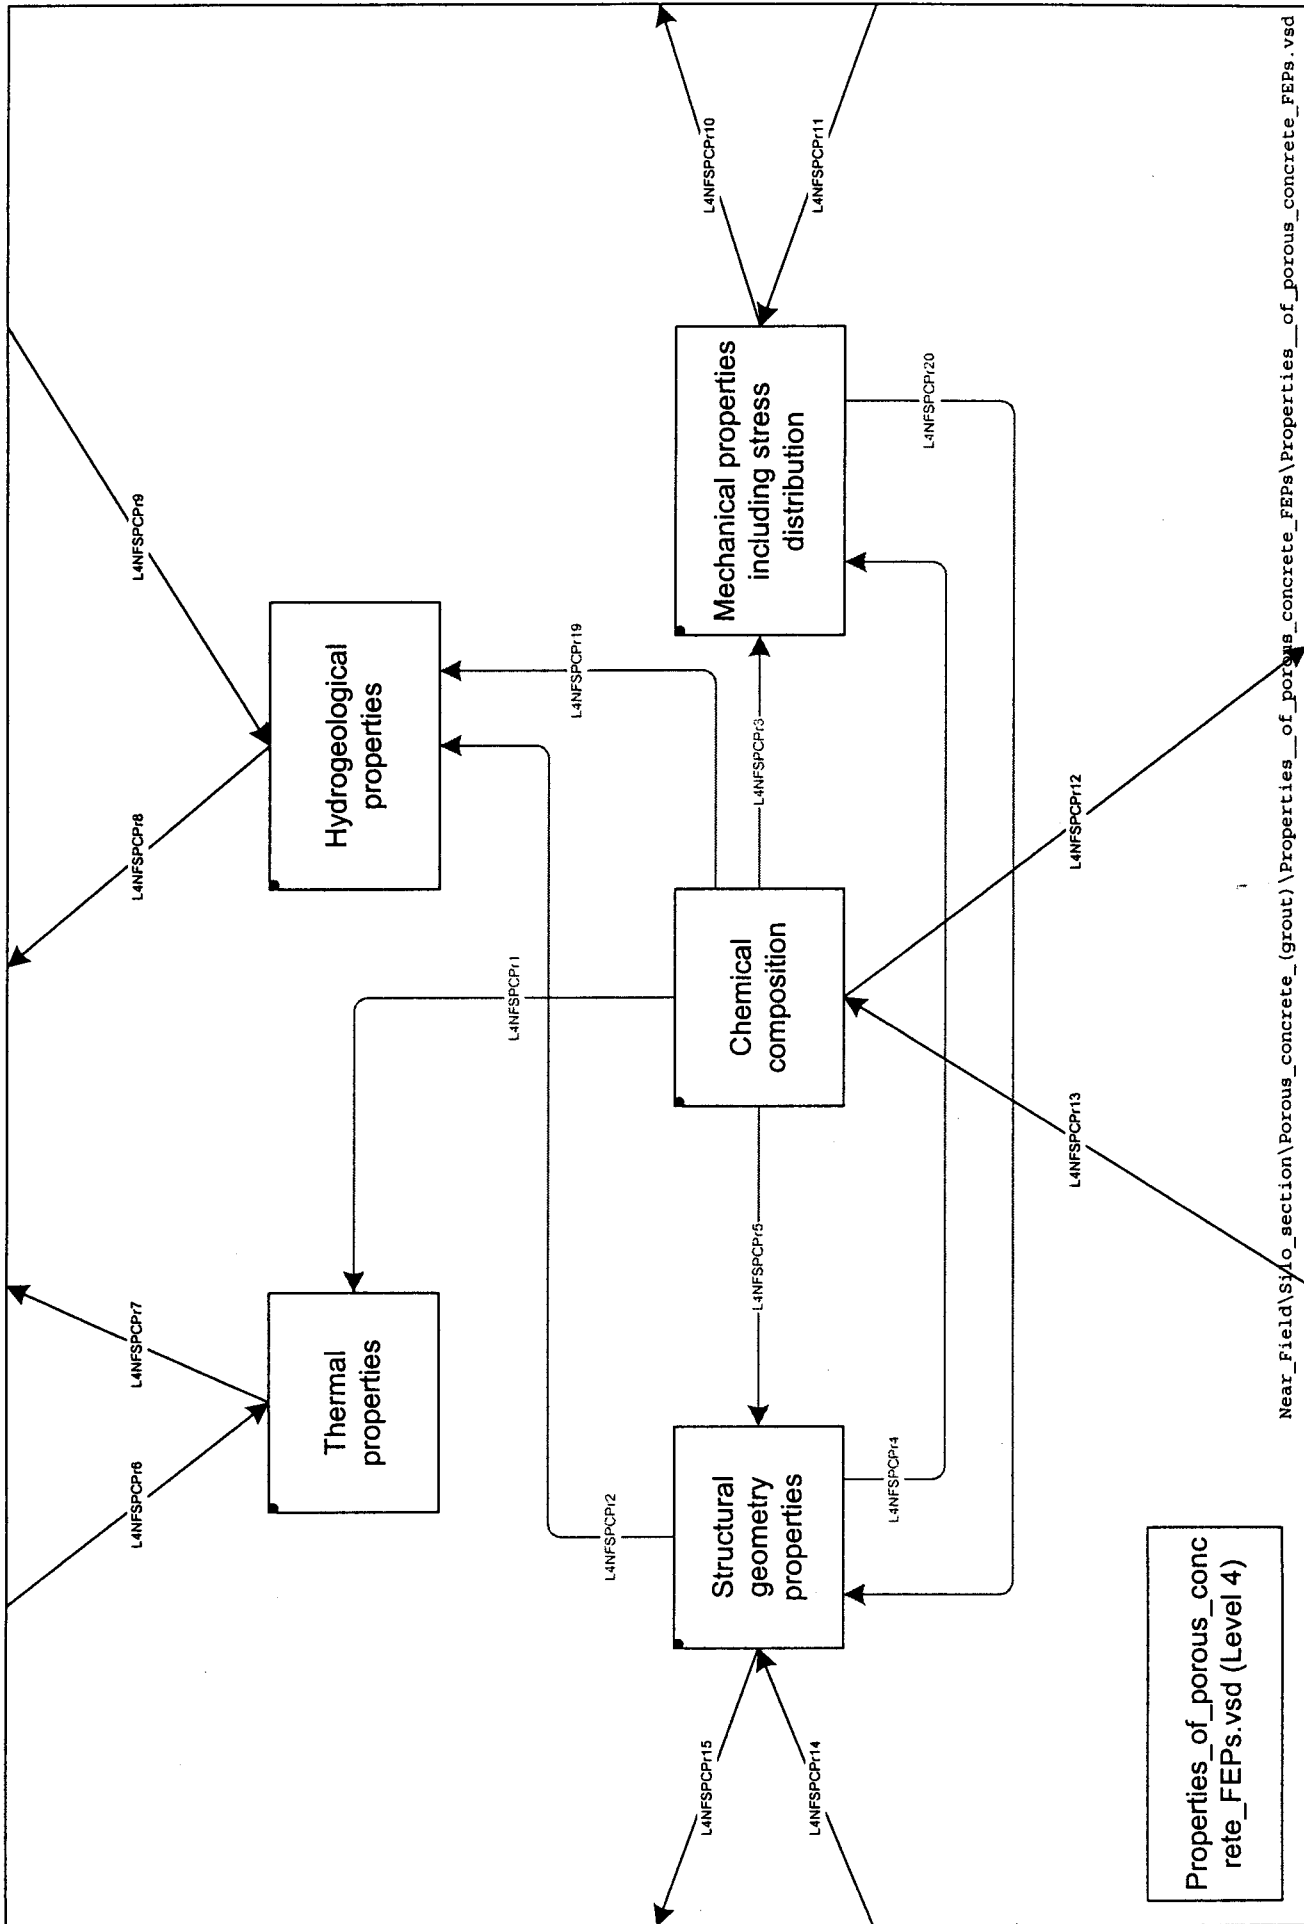 L4NFSPCPr6
L4NFSPCPr7
L4NFSPCPr8
L4NFSPCPr9
Thermal
properties
Hydrogeological
properties
L4NFSPCPr1
L4NFSPCPr2
L4NFSPCPr19
L4NFSPCPr15
L4NFSPCPr10
Structural
geometry
properties
L4NFSPCPr5
Chemical
composition
L4NFSPCPr3
Mechanical properties
including stress
distribution
L4NFSPCPr14
L4NFSPCPr11
L4NFSPCPr4
L4NFSPCPr20
L4NFSPCPr13
L4NFSPCPr12
Properties_of_porous_conc
rete_FEPs.vsd (Level 4)
Near_Field\Silo_section\Porous_concrete_(grout)\Properties__of_porous_concrete_FEPs\Properties__of_porous_concrete_FEPs.vsd